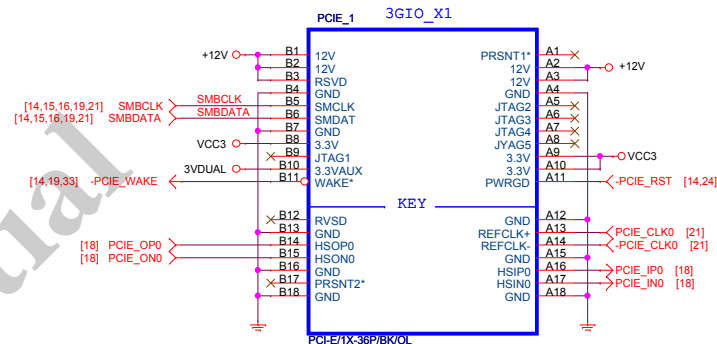 PCIE_1 3GIO_X1
+12V B1 12V PRSNT1* A1
B2 12V 12V A2 +12V
B3 RSVD 12V A3
B4 GND GND A4
[14,15,16,19,21] SMBCLK SMBCLK B5 SMCLK JTAG2 A5
[14,15,16,19,21] SMBDATA SMBDATA B6 SMDAT JTAG3 A6
B7 GND JTAG4 A7
VCC3 B8 3.3V JYAG5 A8
B9 JTAG1 3.3V A9 VCC3
3VDUAL B10 3.3VAUX 3.3V A10
[14,19,33] -PCIE_WAKE B11 WAKE* PWRGD A11 -PCIE_RST [14,24]
KEY
B12 RVSD GND A12
B13 GND REFCLK+ A13 PCIE_CLK0 [21]
[18] PCIE_OP0 B14 HSOP0 REFCLK- A14 -PCIE_CLK0 [21]
[18] PCIE_ON0 B15 HSON0 GND A15
B16 GND HSIP0 A16 PCIE_IP0 [18]
B17 PRSNT2* HSIN0 A17 PCIE_IN0 [18]
B18 GND GND A18
PCI-E/1X-36P/BK/OL